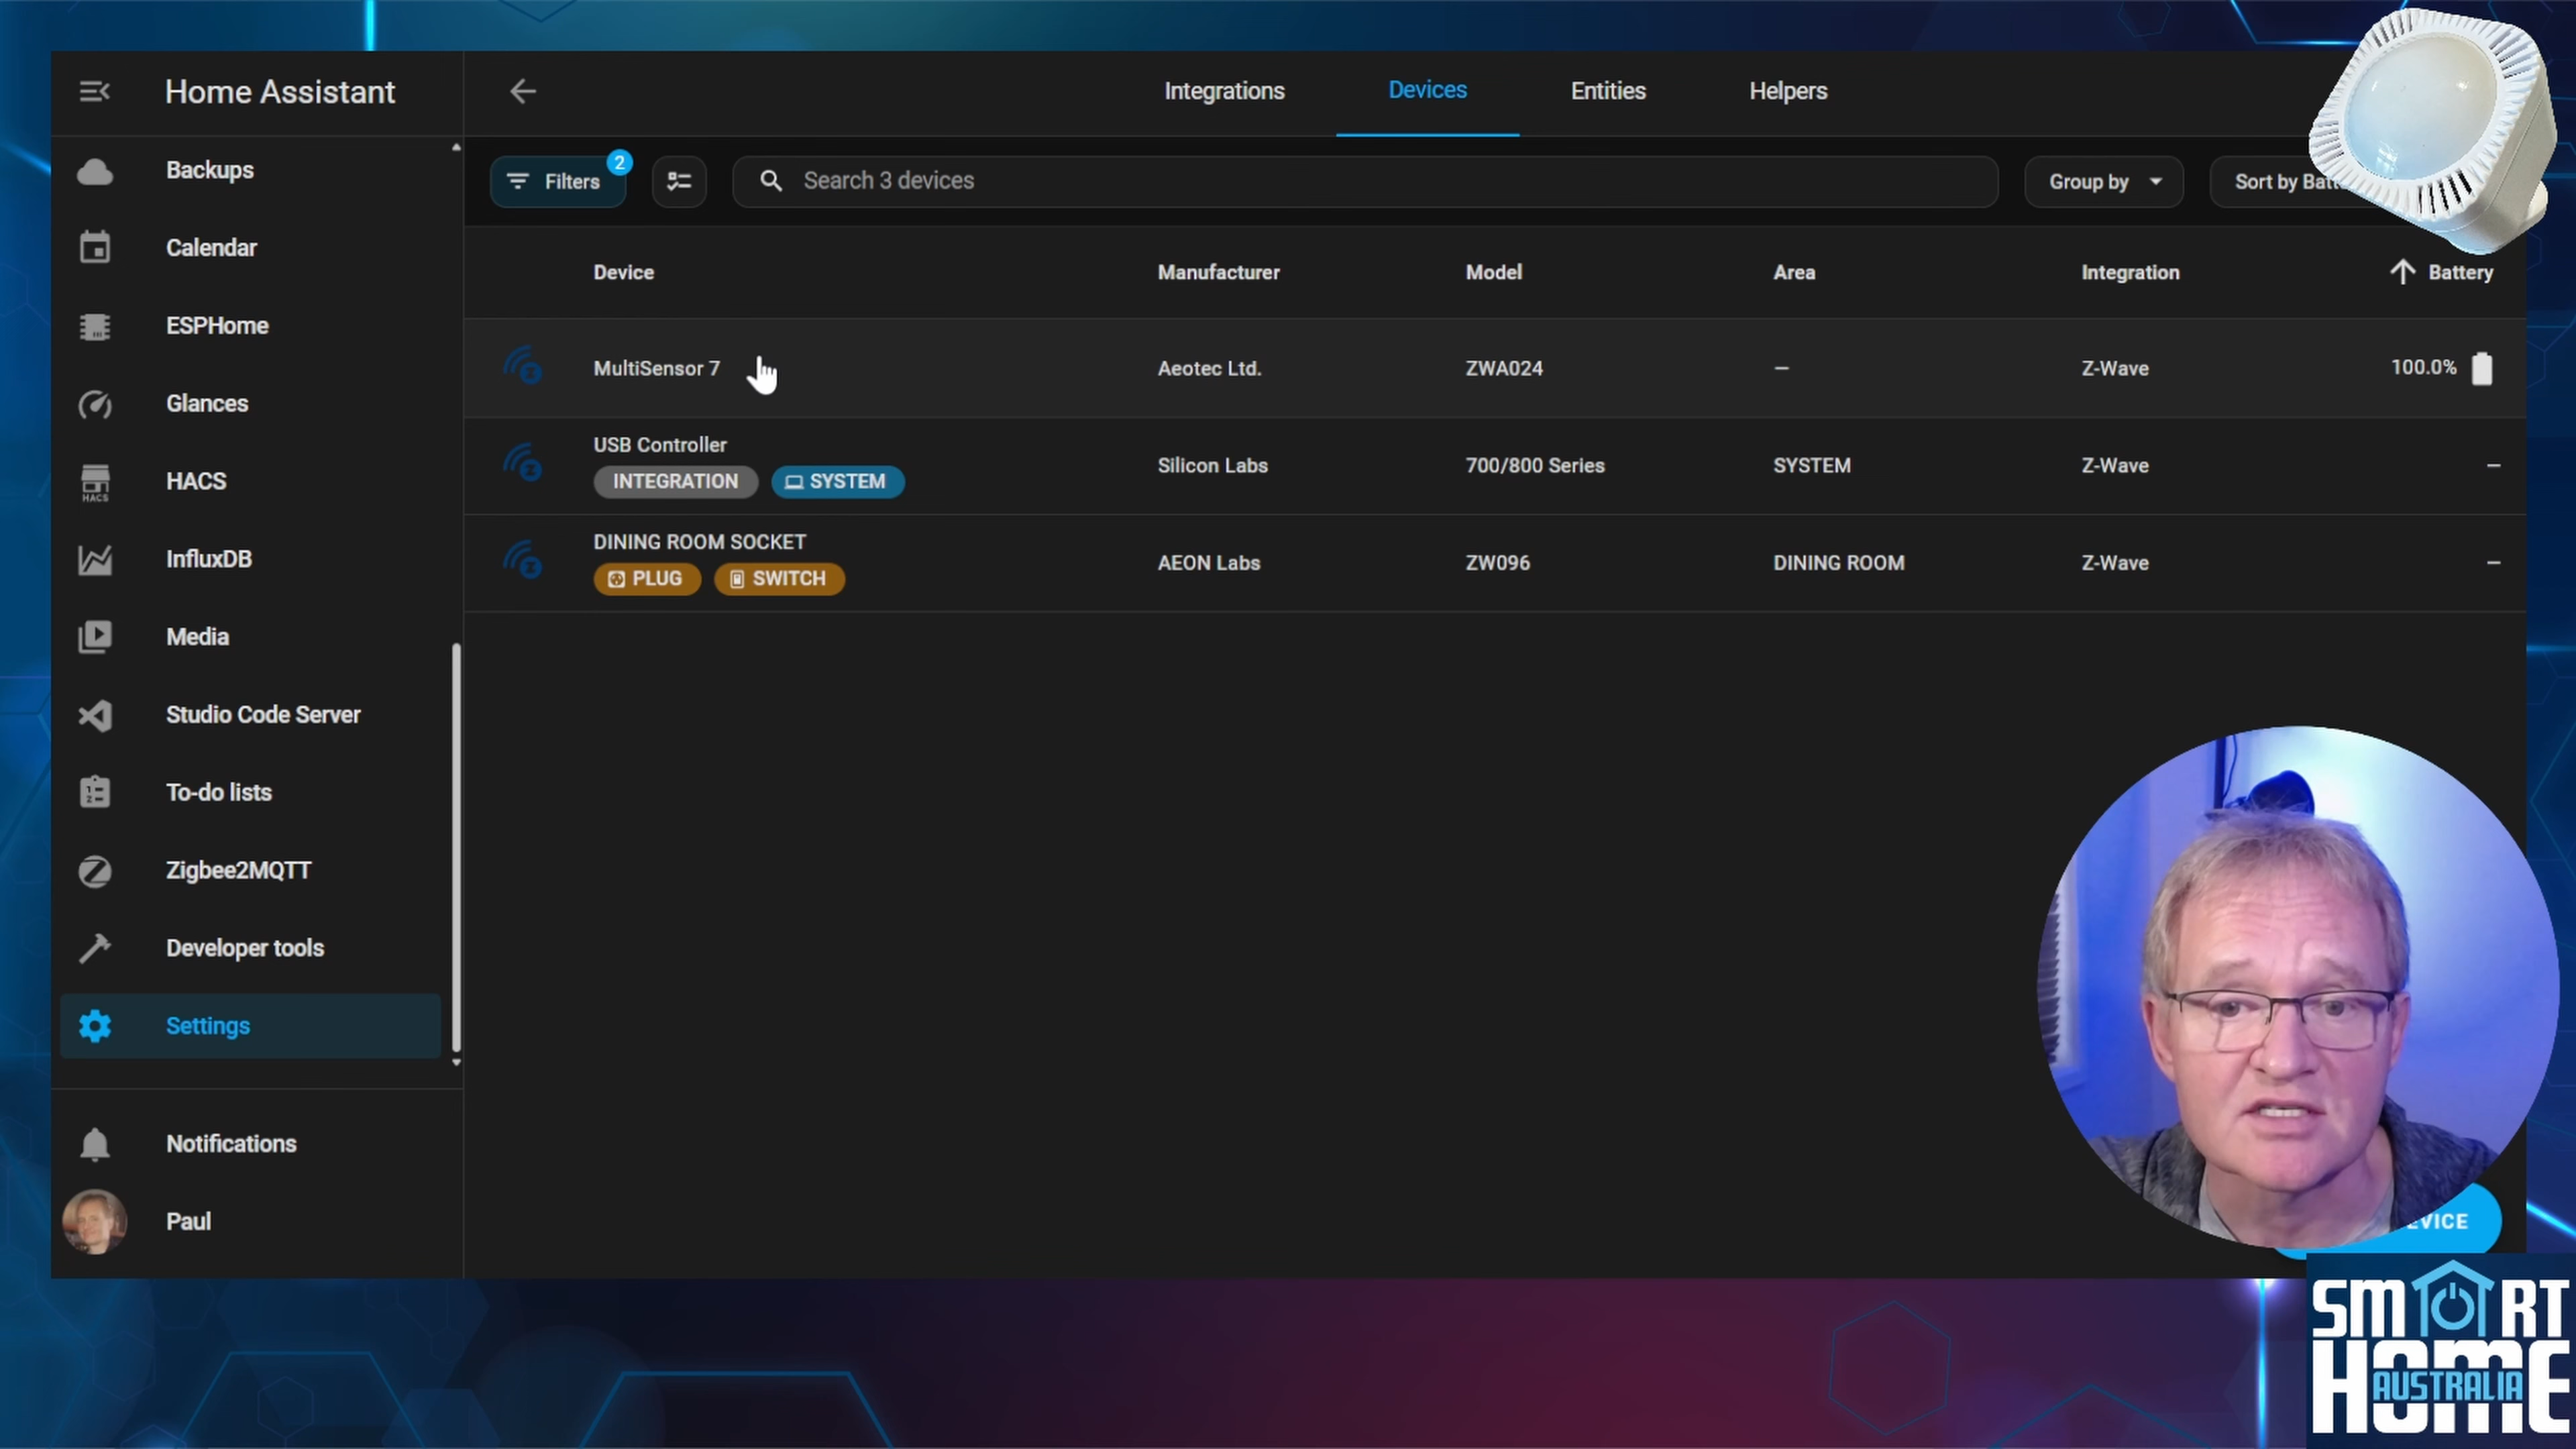 Home Assistant
Integrations
Devices
Entities
Helpers
Backups
Calendar
ESPHome
Glances
HACS
HACS
InfluxDB
Media
Studio Code Server
To-do lists
Zigbee2MQTT
Developer tools
Settings
Notifications
Paul
Filters
2
Search 3 devices
Group by
Sort by
Device Manufacturer Model Area Integration Battery
MultiSensor 7 Aeotec Ltd. ZWA024 – Z-Wave 100.0%
USB Controller
INTEGRATION SYSTEM
Silicon Labs 700/800 Series SYSTEM Z-Wave –
DINING ROOM SOCKET
PLUG SWITCH
AEON Labs ZW096 DINING ROOM Z-Wave –
SMART
HOME
AUSTRALIA